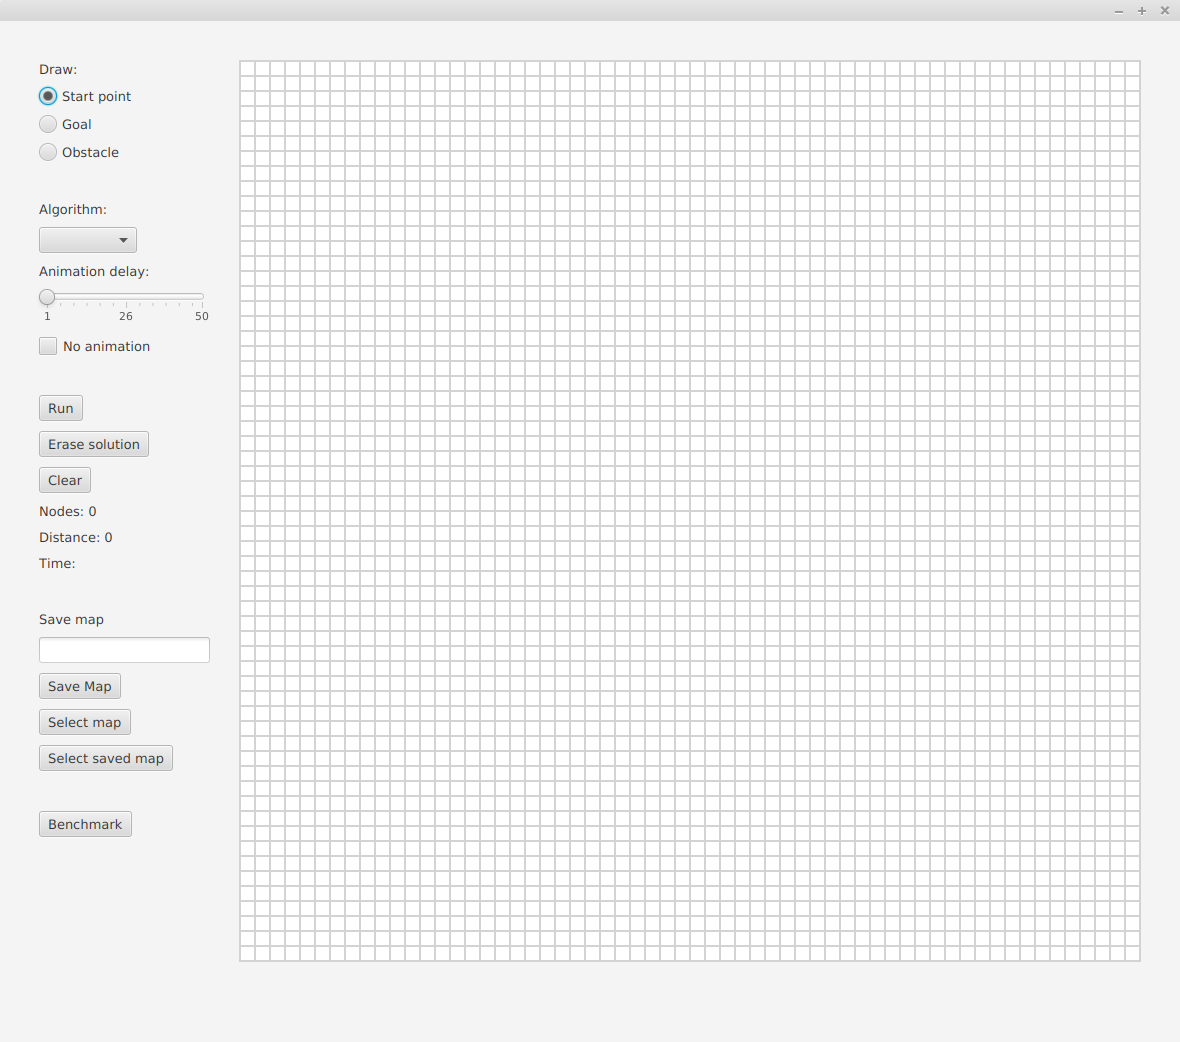 Draw:
Start point
Goal
Obstacle
Algorithm:
Animation delay:
1 26 50
No animation
Run
Erase solution
Clear
Nodes: 0
Distance: 0
Time:
Save map
Save Map
Select map
Select saved map
Benchmark